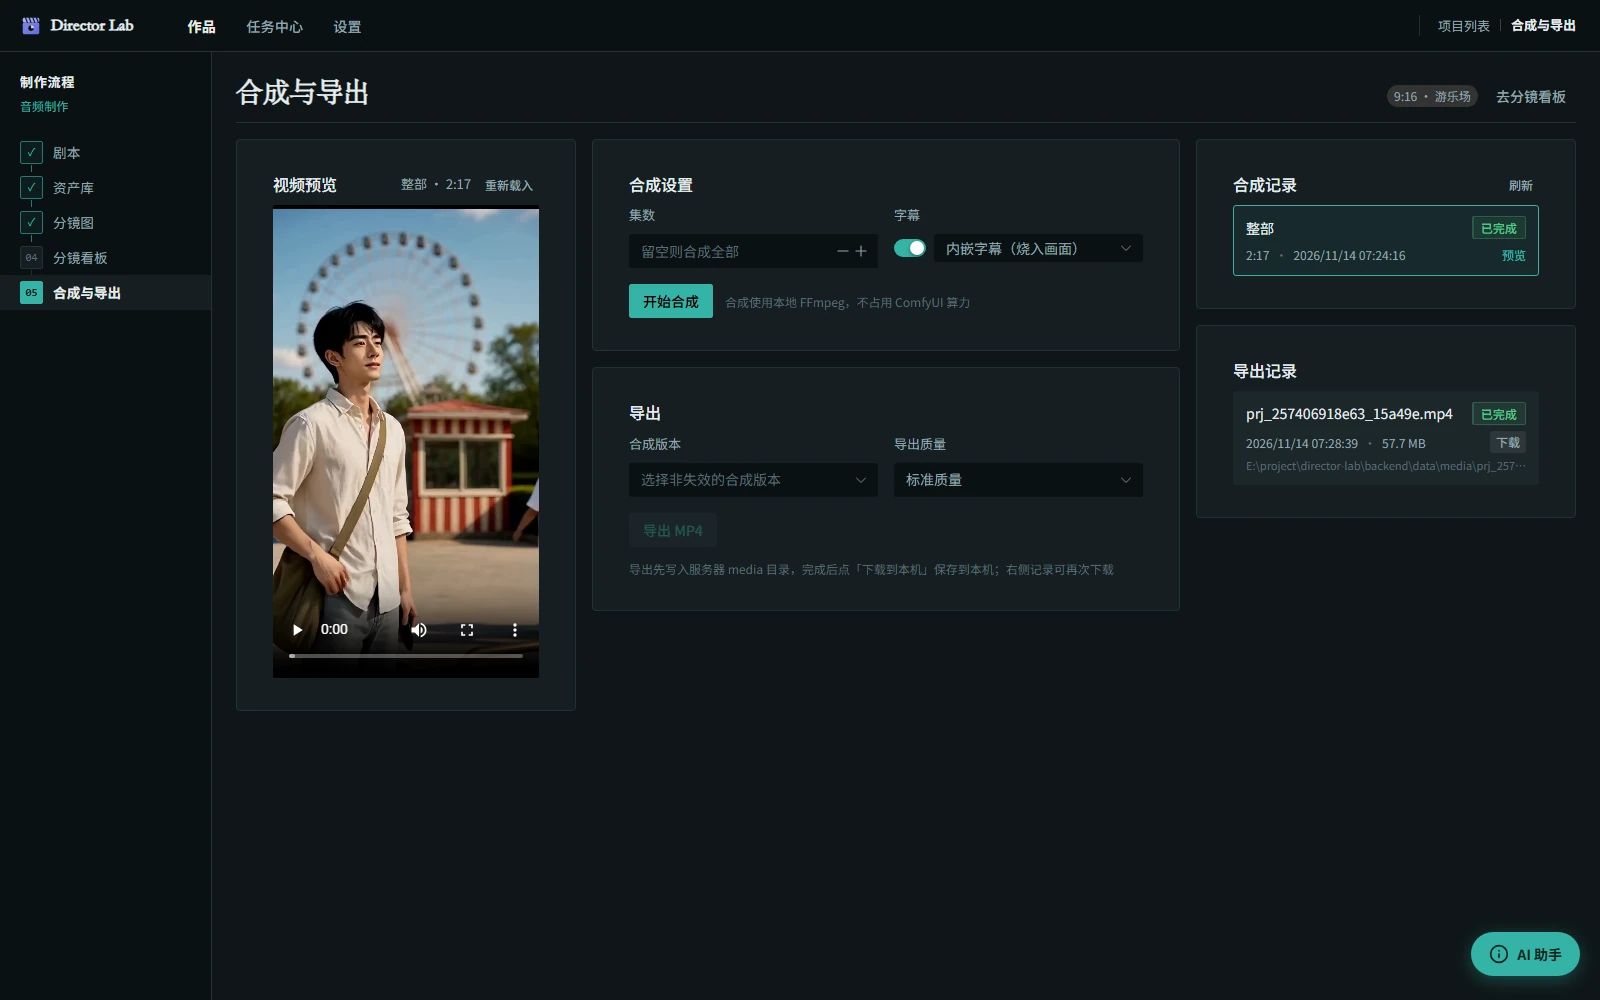 Director Lab
作品
任务中心
设置
项目列表
合成与导出
制作流程
音频制作
剧本
资产库
分镜图
04 分镜看板
05 合成与导出
合成与导出
9:16 · 游乐场
去分镜看板
视频预览
整部 · 2:17
重新载入
0:00
合成设置
集数
字幕
留空则合成全部
内嵌字幕（烧入画面）
开始合成
合成使用本地 FFmpeg，不占用 ComfyUI 算力
导出
合成版本
导出质量
选择非失效的合成版本
标准质量
导出 MP4
导出先写入服务器 media 目录，完成后点「下载到本机」保存到本机；右侧记录可再次下载
合成记录
刷新
整部
已完成
2:17 · 2026/11/14 07:24:16
预览
导出记录
prj_257406918e63_15a49e.mp4
已完成
2026/11/14 07:28:39 · 57.7 MB
下载
E:\project\director-lab\backend\data\media\prj_257···
AI 助手